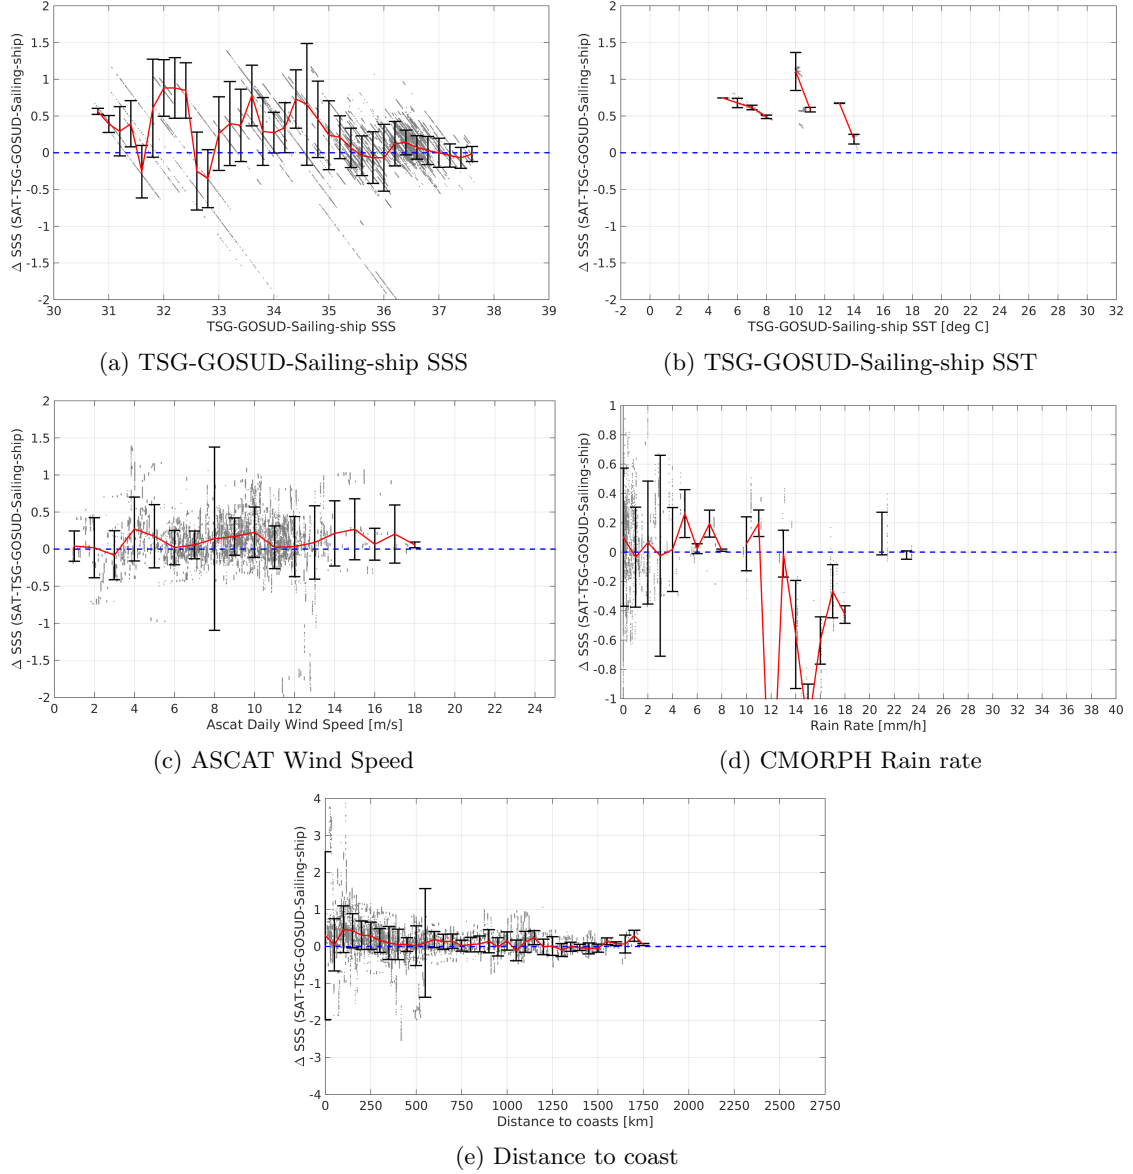 2
1.5
1
0.5
0
-0.5
-1
-1.5
-2
Δ SSS (SAT-TSG-GOSUD-Sailing-ship)
30 31 32 33 34 35 36 37 38 39
TSG-GOSUD-Sailing-ship SSS
(a) TSG-GOSUD-Sailing-ship SSS
2
1.5
1
0.5
0
-0.5
-1
-1.5
-2
Δ SSS (SAT-TSG-GOSUD-Sailing-ship)
-2 0 2 4 6 8 10 12 14 16 18 20 22 24 26 28 30 32
TSG-GOSUD-Sailing-ship SST [deg C]
(b) TSG-GOSUD-Sailing-ship SST
2
1.5
1
0.5
0
-0.5
-1
-1.5
-2
Δ SSS (SAT-TSG-GOSUD-Sailing-ship)
0 2 4 6 8 10 12 14 16 18 20 22 24
Ascat Daily Wind Speed [m/s]
(c) ASCAT Wind Speed
1
0.8
0.6
0.4
0.2
0
-0.2
-0.4
-0.6
-0.8
-1
Δ SSS (SAT-TSG-GOSUD-Sailing-ship)
0 2 4 6 8 10 12 14 16 18 20 22 24 26 28 30 32 34 36 38 40
Rain Rate [mm/h]
(d) CMORPH Rain rate
4
3
2
1
0
-1
-2
-3
-4
Δ SSS (SAT-TSG-GOSUD-Sailing-ship)
0 250 500 750 1000 1250 1500 1750 2000 2250 2500 2750
Distance to coasts [km]
(e) Distance to coast